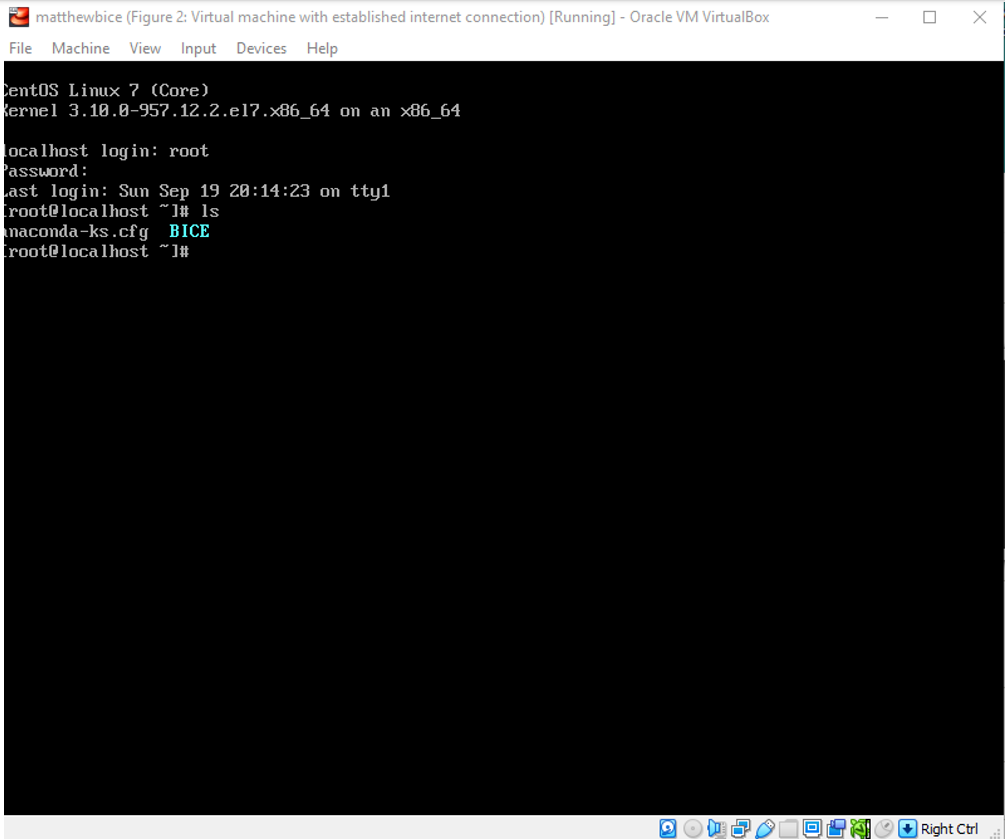 matthewbice (Figure 2: Virtual machine with established internet connection) [Running] - Oracle VM VirtualBox
File Machine View Input Devices Help
CentOS Linux 7 (Core)
Kernel 3.10.0-957.12.2.el7.x86_64 on an x86_64
localhost login: root
Password:
Last login: Sun Sep 19 20:14:23 on tty1
[root@localhost ~]# ls
anaconda-ks.cfg BICE
[root@localhost ~]#
Right Ctrl